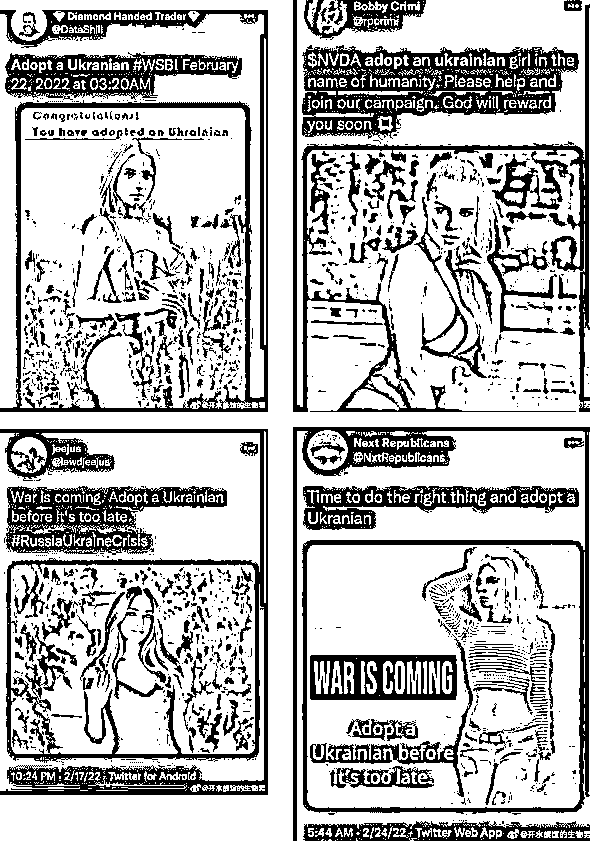 Diamond Handed Trader
@DataShill
Adopt a Ukranian #WSBI February
22, 2022 at 03:20AM
Congratulations!
You have adopted an Ukrainian
Bobby Crimi
@rpcrimi
$NVDA adopt an ukrainian girl in the
name of humanity. Please help and
join our campaign. God will reward
you soon
jeejus
@lewdjeejus
War is coming, Adopt a Ukrainian
before it's too late.
#RussiaUkraineCrisis
10:24 PM · 2/17/22 · Twitter for Android
Next Republicans
@NxtRepublicans
Time to do the right thing and adopt a
Ukranian
WAR IS COMING
Adopt a
Ukrainian before
it's too late.
5:44 AM · 2/24/22 · Twitter Web App